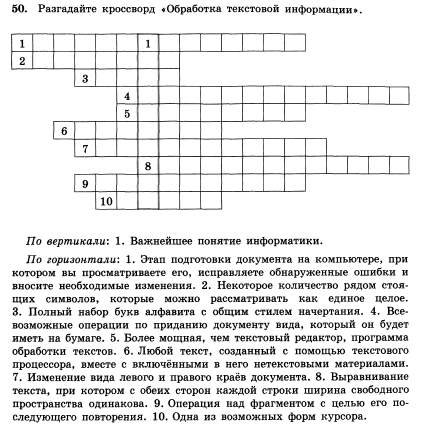 50. Разгадайте кроссворд «Обработка текстовой информации».
1 1
2
3
4
5
6
7
8
9
10
По вертикали: 1. Важнейшее понятие информатики.
По горизонтали: 1. Этап подготовки документа на компьютере, при
котором вы просматриваете его, исправляете обнаруженные ошибки и
вносите необходимые изменения. 2. Некоторое количество рядом стоя-
щих символов, которые можно рассматривать как единое целое.
3. Полный набор букв алфавита с общим стилем начертания. 4. Все-
возможные операции по приданию документу вида, который он будет
иметь на бумаге. 5. Более мощная, чем текстовый редактор, программа
обработки текстов. 6. Любой текст, созданный с помощью текстового
процессора, вместе с включёнными в него нетекстовыми материалами.
7. Изменение вида левого и правого краёв документа. 8. Выравнивание
текста, при котором с обеих сторон каждой строки ширина свободного
пространства одинакова. 9. Операция над фрагментом с целью его по-
следующего повторения. 10. Одна из возможных форм курсора.